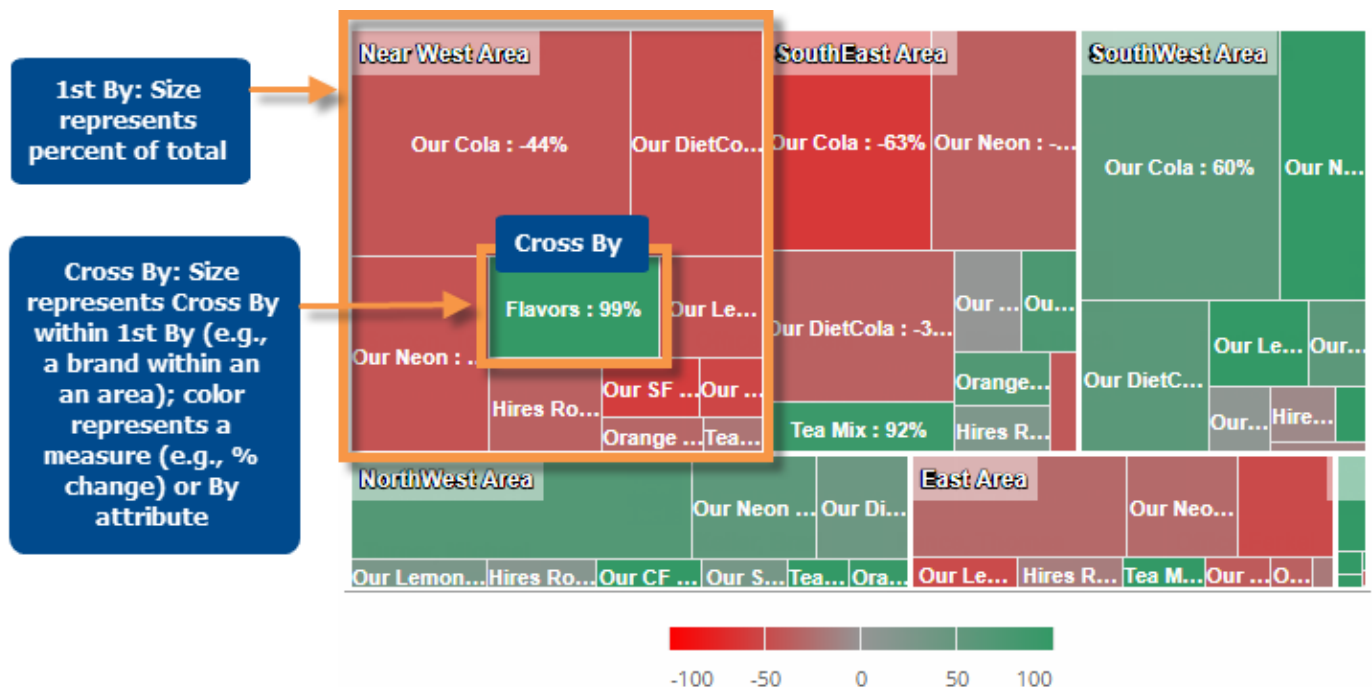 1st By: Size
represents
percent of total
Cross By: Size
represents Cross By
within 1st By (e.g.,
a brand within an
an area); color
represents a
measure (e.g., %
change) or By
attribute
Near West Area
Our Cola : -44%
Our DietCo...
Cross By
Flavors : 99%
Our Le...
Our Neon : ...
Hires Ro...
Our SF ...
Our ...
Orange ...
Tea...
SouthEast Area
Our Cola : -63%
Our Neon : -...
Our DietCola : -3...
Our ...
Ou...
Orange...
Tea Mix : 92%
Hires R...
SouthWest Area
Our Cola : 60%
Our N...
Our DietC...
Our Le...
Our...
Our...
Hire...
NorthWest Area
Our Neon ...
Our Di...
Our Lemon...
Hires Ro...
Our CF ...
Our S...
Tea...
Ora...
East Area
Our Neo...
Our Le...
Hires R...
Tea M...
Our ...
O...
-100 -50 0 50 100